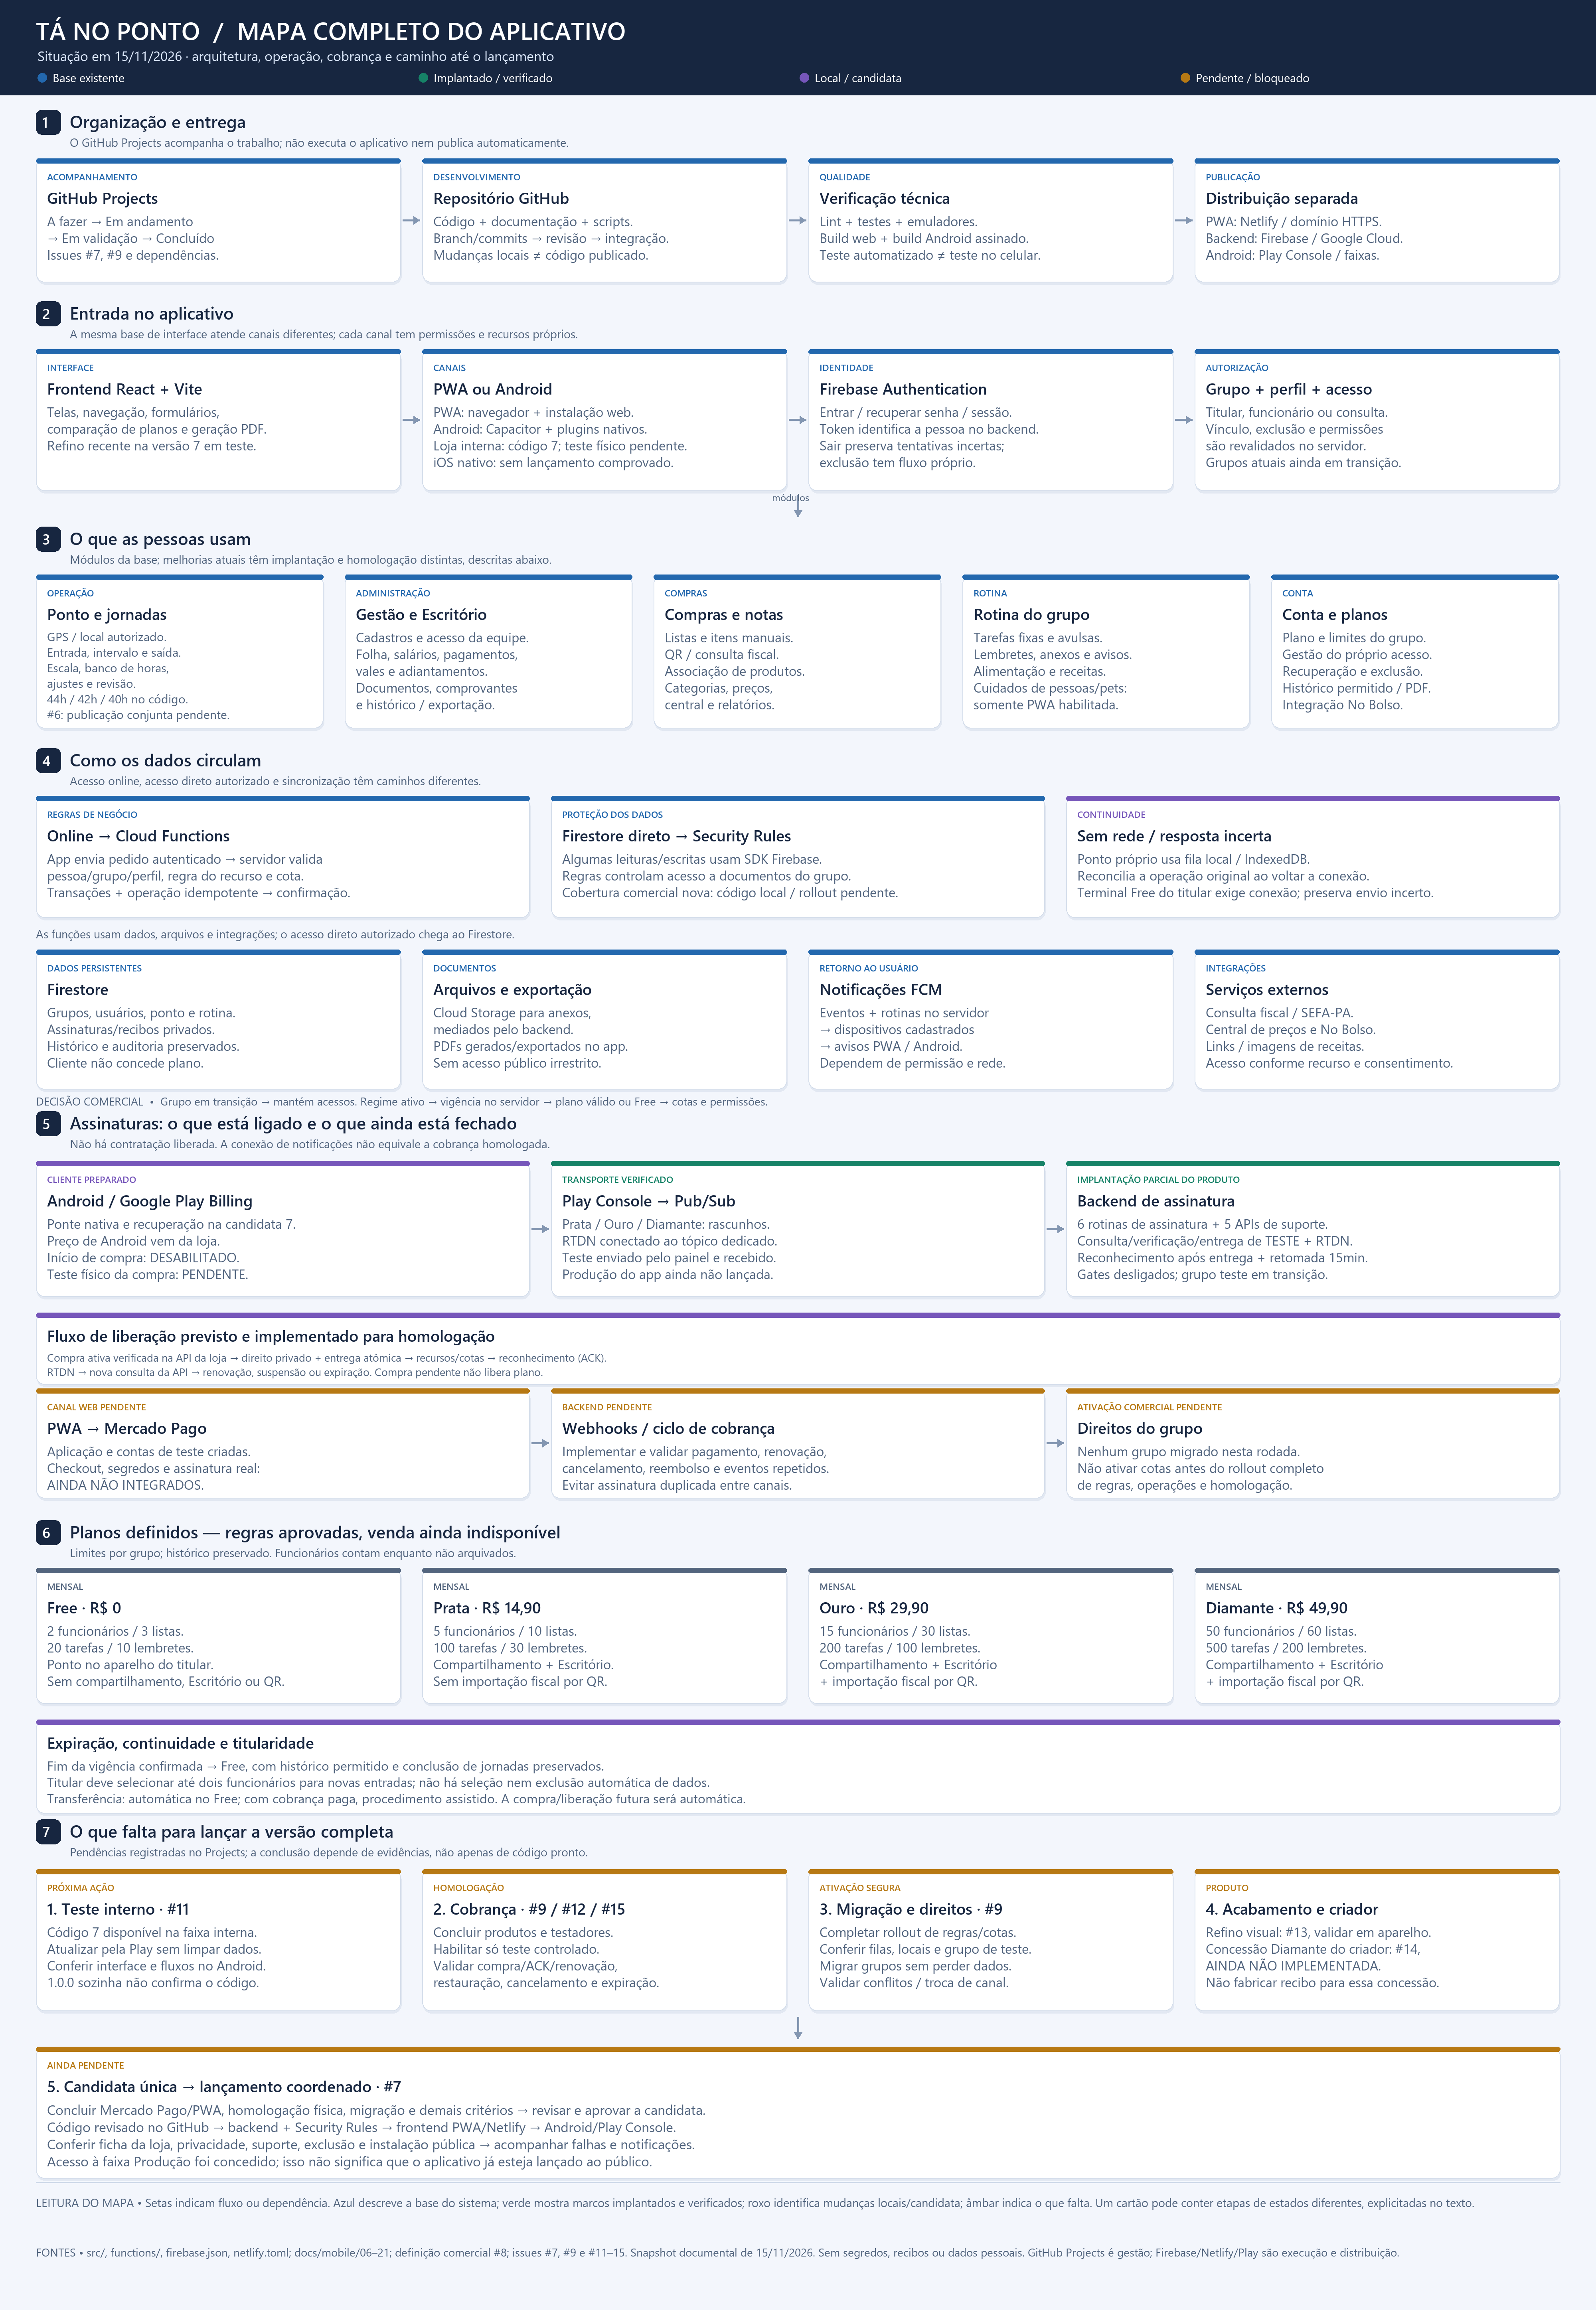 TÁ NO PONTO / MAPA COMPLETO DO APLICATIVO
Situação em 15/11/2026 · arquitetura, operação, cobrança e caminho até o lançamento
Base existente
Implantado / verificado
Local / candidata
Pendente / bloqueado
1
Organização e entrega
O GitHub Projects acompanha o trabalho; não executa o aplicativo nem publica automaticamente.
ACOMPANHAMENTO
GitHub Projects
A fazer → Em andamento
→ Em validação → Concluído
Issues #7, #9 e dependências.
DESENVOLVIMENTO
Repositório GitHub
Código + documentação + scripts.
Branch/commits → revisão → integração.
Mudanças locais ≠ código publicado.
QUALIDADE
Verificação técnica
Lint + testes + emuladores.
Build web + build Android assinado.
Teste automatizado ≠ teste no celular.
PUBLICAÇÃO
Distribuição separada
PWA: Netlify / domínio HTTPS.
Backend: Firebase / Google Cloud.
Android: Play Console / faixas.
2
Entrada no aplicativo
A mesma base de interface atende canais diferentes; cada canal tem permissões e recursos próprios.
INTERFACE
Frontend React + Vite
Telas, navegação, formulários,
comparação de planos e geração PDF.
Refino recente na versão 7 em teste.
CANAIS
PWA ou Android
PWA: navegador + instalação web.
Android: Capacitor + plugins nativos.
Loja interna: código 7; teste físico pendente.
iOS nativo: sem lançamento comprovado.
IDENTIDADE
Firebase Authentication
Entrar / recuperar senha / sessão.
Token identifica a pessoa no backend.
Sair preserva tentativas incertas;
exclusão tem fluxo próprio.
AUTORIZAÇÃO
Grupo + perfil + acesso
Titular, funcionário ou consulta.
Vínculo, exclusão e permissões
são revalidados no servidor.
Grupos atuais ainda em transição.
módulos
3
O que as pessoas usam
Módulos da base; melhorias atuais têm implantação e homologação distintas, descritas abaixo.
OPERAÇÃO
Ponto e jornadas
GPS / local autorizado.
Entrada, intervalo e saída.
Escala, banco de horas,
ajustes e revisão.
44h / 42h / 40h no código.
#6: publicação conjunta pendente.
ADMINISTRAÇÃO
Gestão e Escritório
Cadastros e acesso da equipe.
Folha, salários, pagamentos,
vales e adiantamentos.
Documentos, comprovantes
e histórico / exportação.
COMPRAS
Compras e notas
Listas e itens manuais.
QR / consulta fiscal.
Associação de produtos.
Categorias, preços,
central e relatórios.
ROTINA
Rotina do grupo
Tarefas fixas e avulsas.
Lembretes, anexos e avisos.
Alimentação e receitas.
Cuidados de pessoas/pets:
somente PWA habilitada.
CONTA
Conta e planos
Plano e limites do grupo.
Gestão do próprio acesso.
Recuperação e exclusão.
Histórico permitido / PDF.
Integração No Bolso.
4
Como os dados circulam
Acesso online, acesso direto autorizado e sincronização têm caminhos diferentes.
REGRAS DE NEGÓCIO
Online → Cloud Functions
App envia pedido autenticado → servidor valida
pessoa/grupo/perfil, regra do recurso e cota.
Transações + operação idempotente → confirmação.
PROTEÇÃO DOS DADOS
Firestore direto → Security Rules
Algumas leituras/escritas usam SDK Firebase.
Regras controlam acesso a documentos do grupo.
Cobertura comercial nova: código local / rollout pendente.
CONTINUIDADE
Sem rede / resposta incerta
Ponto próprio usa fila local / IndexedDB.
Reconcilia a operação original ao voltar a conexão.
Terminal Free do titular exige conexão; preserva envio incerto.
As funções usam dados, arquivos e integrações; o acesso direto autorizado chega ao Firestore.
DADOS PERSISTENTES
Firestore
Grupos, usuários, ponto e rotina.
Assinaturas/recibos privados.
Histórico e auditoria preservados.
Cliente não concede plano.
DOCUMENTOS
Arquivos e exportação
Cloud Storage para anexos,
mediados pelo backend.
PDFs gerados/exportados no app.
Sem acesso público irrestrito.
RETORNO AO USUÁRIO
Notificações FCM
Eventos + rotinas no servidor
→ dispositivos cadastrados
→ avisos PWA / Android.
Dependem de permissão e rede.
INTEGRAÇÕES
Serviços externos
Consulta fiscal / SEFA-PA.
Central de preços e No Bolso.
Links / imagens de receitas.
Acesso conforme recurso e consentimento.
DECISÃO COMERCIAL • Grupo em transição → mantém acessos. Regime ativo → vigência no servidor → plano válido ou Free → cotas e permissões.
5
Assinaturas: o que está ligado e o que ainda está fechado
Não há contratação liberada. A conexão de notificações não equivale a cobrança homologada.
CLIENTE PREPARADO
Android / Google Play Billing
Ponte nativa e recuperação na candidata 7.
Preço de Android vem da loja.
Início de compra: DESABILITADO.
Teste físico da compra: PENDENTE.
TRANSPORTE VERIFICADO
Play Console → Pub/Sub
Prata / Ouro / Diamante: rascunhos.
RTDN conectado ao tópico dedicado.
Teste enviado pelo painel e recebido.
Produção do app ainda não lançada.
IMPLANTAÇÃO PARCIAL DO PRODUTO
Backend de assinatura
6 rotinas de assinatura + 5 APIs de suporte.
Consulta/verificação/entrega de TESTE + RTDN.
Reconhecimento após entrega + retomada 15min.
Gates desligados; grupo teste em transição.
Fluxo de liberação previsto e implementado para homologação
Compra ativa verificada na API da loja → direito privado + entrega atômica → recursos/cotas → reconhecimento (ACK).
RTDN → nova consulta da API → renovação, suspensão ou expiração. Compra pendente não libera plano.
CANAL WEB PENDENTE
PWA → Mercado Pago
Aplicação e contas de teste criadas.
Checkout, segredos e assinatura real:
AINDA NÃO INTEGRADOS.
BACKEND PENDENTE
Webhooks / ciclo de cobrança
Implementar e validar pagamento, renovação,
cancelamento, reembolso e eventos repetidos.
Evitar assinatura duplicada entre canais.
ATIVAÇÃO COMERCIAL PENDENTE
Direitos do grupo
Nenhum grupo migrado nesta rodada.
Não ativar cotas antes do rollout completo
de regras, operações e homologação.
6
Planos definidos — regras aprovadas, venda ainda indisponível
Limites por grupo; histórico preservado. Funcionários contam enquanto não arquivados.
MENSAL
Free · R$ 0
2 funcionários / 3 listas.
20 tarefas / 10 lembretes.
Ponto no aparelho do titular.
Sem compartilhamento, Escritório ou QR.
MENSAL
Prata · R$ 14,90
5 funcionários / 10 listas.
100 tarefas / 30 lembretes.
Compartilhamento + Escritório.
Sem importação fiscal por QR.
MENSAL
Ouro · R$ 29,90
15 funcionários / 30 listas.
200 tarefas / 100 lembretes.
Compartilhamento + Escritório
+ importação fiscal por QR.
MENSAL
Diamante · R$ 49,90
50 funcionários / 60 listas.
500 tarefas / 200 lembretes.
Compartilhamento + Escritório
+ importação fiscal por QR.
Expiração, continuidade e titularidade
Fim da vigência confirmada → Free, com histórico permitido e conclusão de jornadas preservados.
Titular deve selecionar até dois funcionários para novas entradas; não há seleção nem exclusão automática de dados.
Transferência: automática no Free; com cobrança paga, procedimento assistido. A compra/liberação futura será automática.
7
O que falta para lançar a versão completa
Pendências registradas no Projects; a conclusão depende de evidências, não apenas de código pronto.
PRÓXIMA AÇÃO
1. Teste interno · #11
Código 7 disponível na faixa interna.
Atualizar pela Play sem limpar dados.
Conferir interface e fluxos no Android.
1.0.0 sozinha não confirma o código.
HOMOLOGAÇÃO
2. Cobrança · #9 / #12 / #15
Concluir produtos e testadores.
Habilitar só teste controlado.
Validar compra/ACK/renovação,
restauração, cancelamento e expiração.
ATIVAÇÃO SEGURA
3. Migração e direitos · #9
Completar rollout de regras/cotas.
Conferir filas, locais e grupo de teste.
Migrar grupos sem perder dados.
Validar conflitos / troca de canal.
PRODUTO
4. Acabamento e criador
Refino visual: #13, validar em aparelho.
Concessão Diamante do criador: #14,
AINDA NÃO IMPLEMENTADA.
Não fabricar recibo para essa concessão.
AINDA PENDENTE
5. Candidata única → lançamento coordenado · #7
Concluir Mercado Pago/PWA, homologação física, migração e demais critérios → revisar e aprovar a candidata.
Código revisado no GitHub → backend + Security Rules → frontend PWA/Netlify → Android/Play Console.
Conferir ficha da loja, privacidade, suporte, exclusão e instalação pública → acompanhar falhas e notificações.
Acesso à faixa Produção foi concedido; isso não significa que o aplicativo já esteja lançado ao público.
LEITURA DO MAPA • Setas indicam fluxo ou dependência. Azul descreve a base do sistema; verde mostra marcos implantados e verificados; roxo identifica mudanças locais/candidata; âmbar indica o que falta. Um cartão pode conter etapas de estados diferentes, explicitadas no texto.
FONTES • src/, functions/, firebase.json, netlify.toml; docs/mobile/06–21; definição comercial #8; issues #7, #9 e #11–15. Snapshot documental de 15/11/2026. Sem segredos, recibos ou dados pessoais. GitHub Projects é gestão; Firebase/Netlify/Play são execução e distribuição.